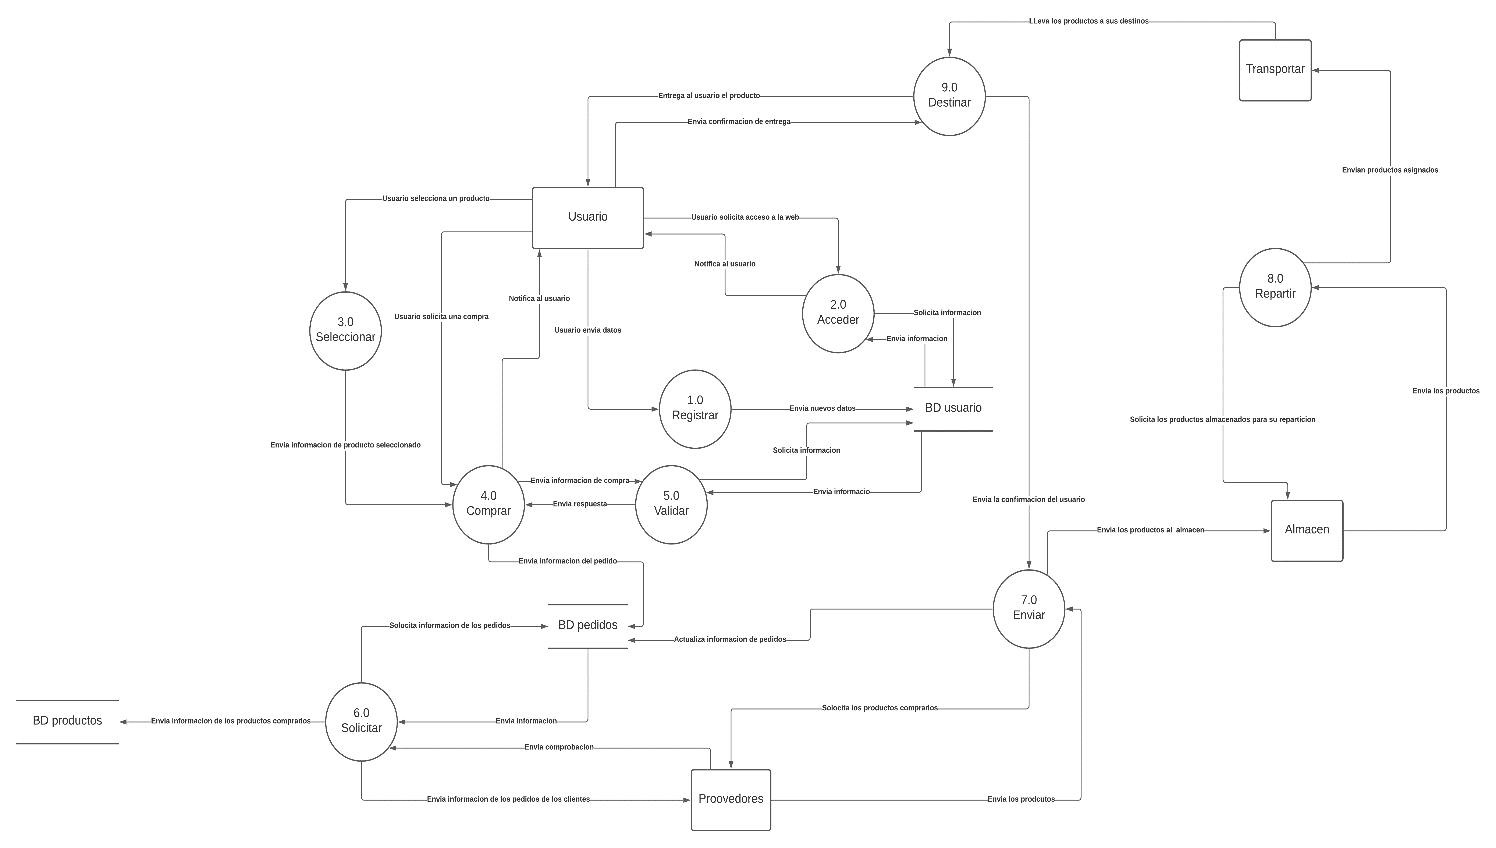 LLeva los productos a sus destinos
Transportar
9.0
Destinar
Entrega al usuario el producto
Envia confirmacion de entrega
Envian productos asignados
Usuario selecciona un producto
Usuario
Usuario solicita acceso a la web
Notifica al usuario
8.0
Repartir
Notifica al usuario
2.0
Acceder
Solicita informacion
Usuario solicita una compra
3.0
Seleccionar
Usuario envia datos
Envia informacion
Envia los productos
1.0
Registrar
Envia nuevos datos
BD usuario
Solicita los productos almacenados para su reparticion
Envia informacion de producto seleccionado
Solicita informacion
Envia informacion de compra
4.0
Comprar
Envia respuesta
5.0
Validar
Envia informacio
Envia la confirmacion del usuario
Envia los productos al almacen
Almacen
Envia informacion del pedido
7.0
Enviar
Solucita informacion de los pedidos
BD pedidos
Actualiza informacion de pedidos
Solocita los productos comprarlos
BD productos
Envia informacion de los productos comprarlos
6.0
Solicitar
Envia informacion
Envia comprobacion
Envia informacion de los pedidos de los clientes
Proovedores
Envia los prodcutos